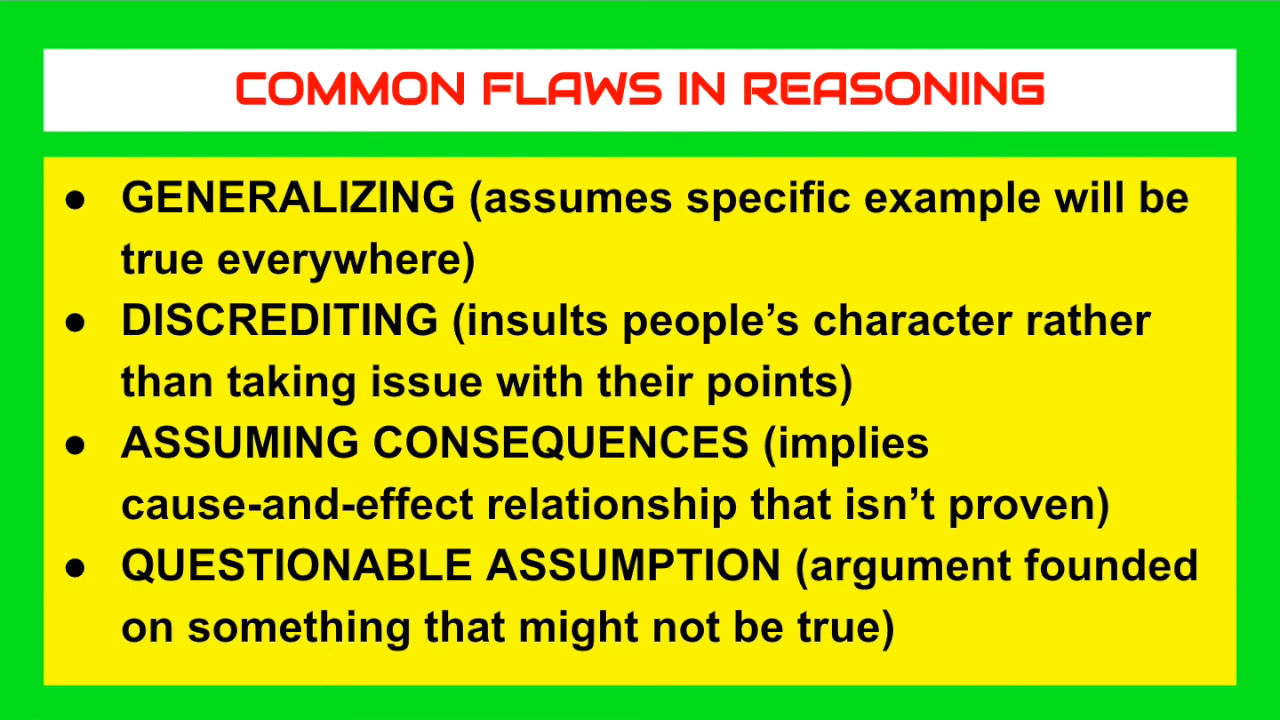 COMMON FLAWS IN REASONING
● GENERALIZING (assumes specific example will be
true everywhere)
● DISCREDITING (insults people’s character rather
than taking issue with their points)
● ASSUMING CONSEQUENCES (implies
cause-and-effect relationship that isn’t proven)
● QUESTIONABLE ASSUMPTION (argument founded
on something that might not be true)